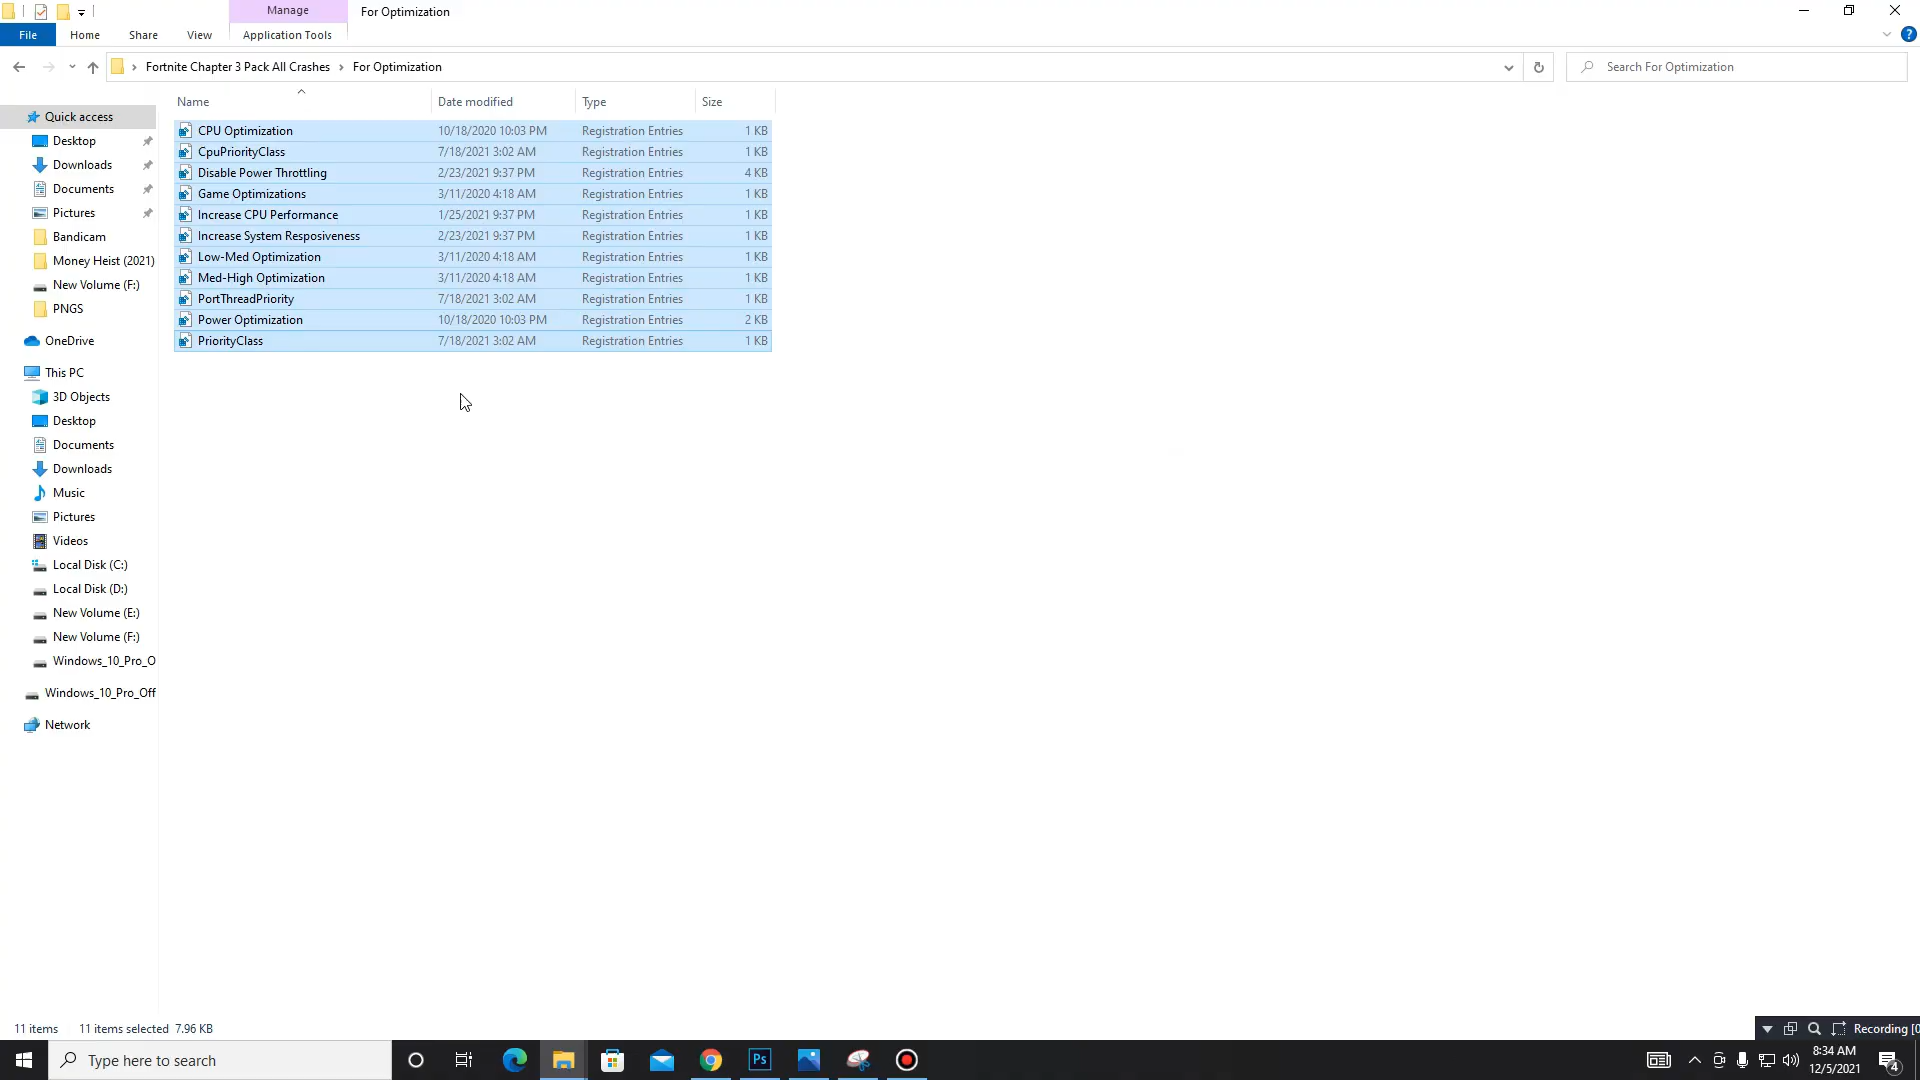 Manage
For Optimization
File
Home
Share
View
Application Tools
Fortnite Chapter 3 Pack All Crashes
For Optimization
Search For Optimization
Name
Date modified
Type
Size
CPU Optimization 10/18/2020 10:03 PM Registration Entries 1 KB
CpuPriorityClass 7/18/2021 3:02 AM Registration Entries 1 KB
Disable Power Throttling 2/23/2021 9:37 PM Registration Entries 4 KB
Game Optimizations 3/11/2020 4:18 AM Registration Entries 1 KB
Increase CPU Performance 1/25/2021 9:37 PM Registration Entries 1 KB
Increase System Resposiveness 2/23/2021 9:37 PM Registration Entries 1 KB
Low-Med Optimization 3/11/2020 4:18 AM Registration Entries 1 KB
Med-High Optimization 3/11/2020 4:18 AM Registration Entries 1 KB
PortThreadPriority 7/18/2021 3:02 AM Registration Entries 1 KB
Power Optimization 10/18/2020 10:03 PM Registration Entries 2 KB
PriorityClass 7/18/2021 3:02 AM Registration Entries 1 KB
Quick access
Desktop
Downloads
Documents
Pictures
Bandicam
Money Heist (2021)
New Volume (F:)
PNGS
OneDrive
This PC
3D Objects
Desktop
Documents
Downloads
Music
Pictures
Videos
Local Disk (C:)
Local Disk (D:)
New Volume (E:)
New Volume (F:)
Windows_10_Pro_O
Windows_10_Pro_Off
Network
11 items
11 items selected 7.96 KB
Recording [0
Type here to search
Ps
8:34 AM
12/5/2021
4